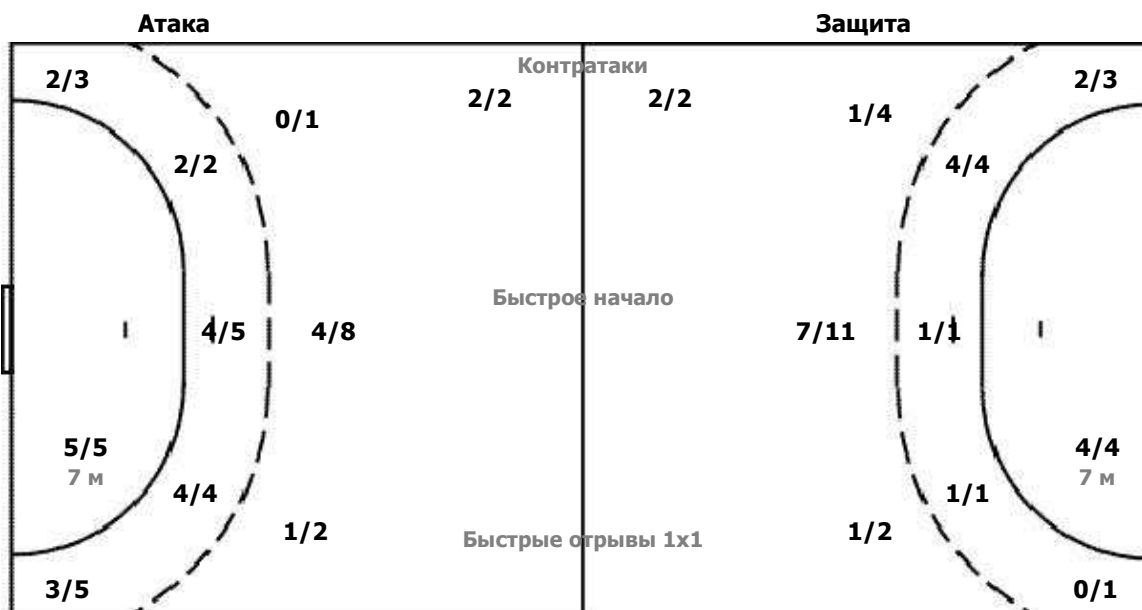 Атака Защита
Контратаки
2/3 2/3
2/2 2/2
0/1 1/4
2/2 4/4
Быстрое начало
4/5 4/8 7/11 1/1
5/5 4/4
7 м 7 м
4/4 1/1
1/2 1/2
Быстрые отрывы 1x1
3/5 0/1